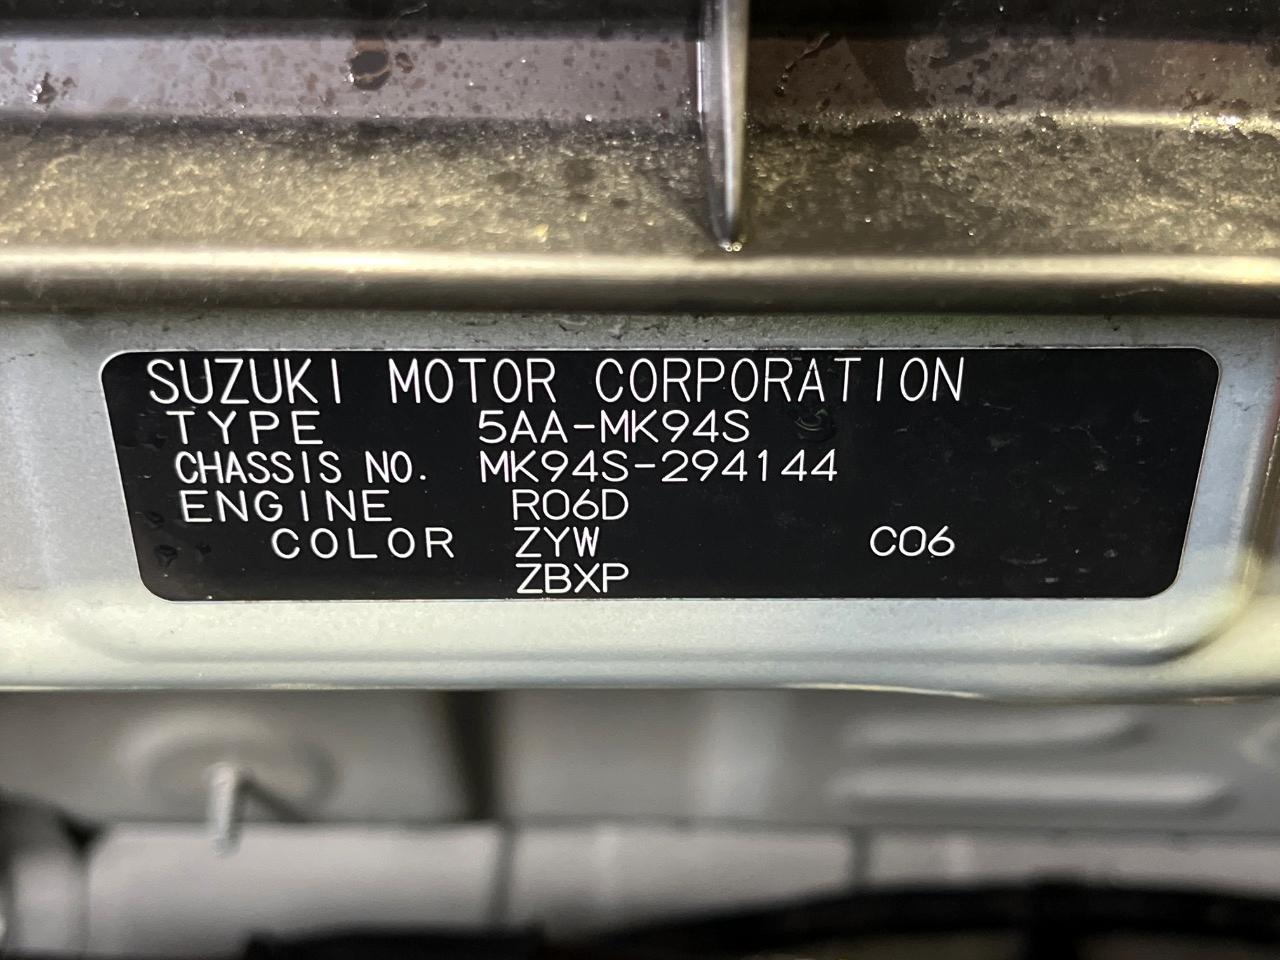 SUZUKI MOTOR CORPORATION
TYPE 5AA-MK94S
CHASSIS NO. MK94S-294144
ENGINE R06D
COLOR ZYW C06
ZBXP